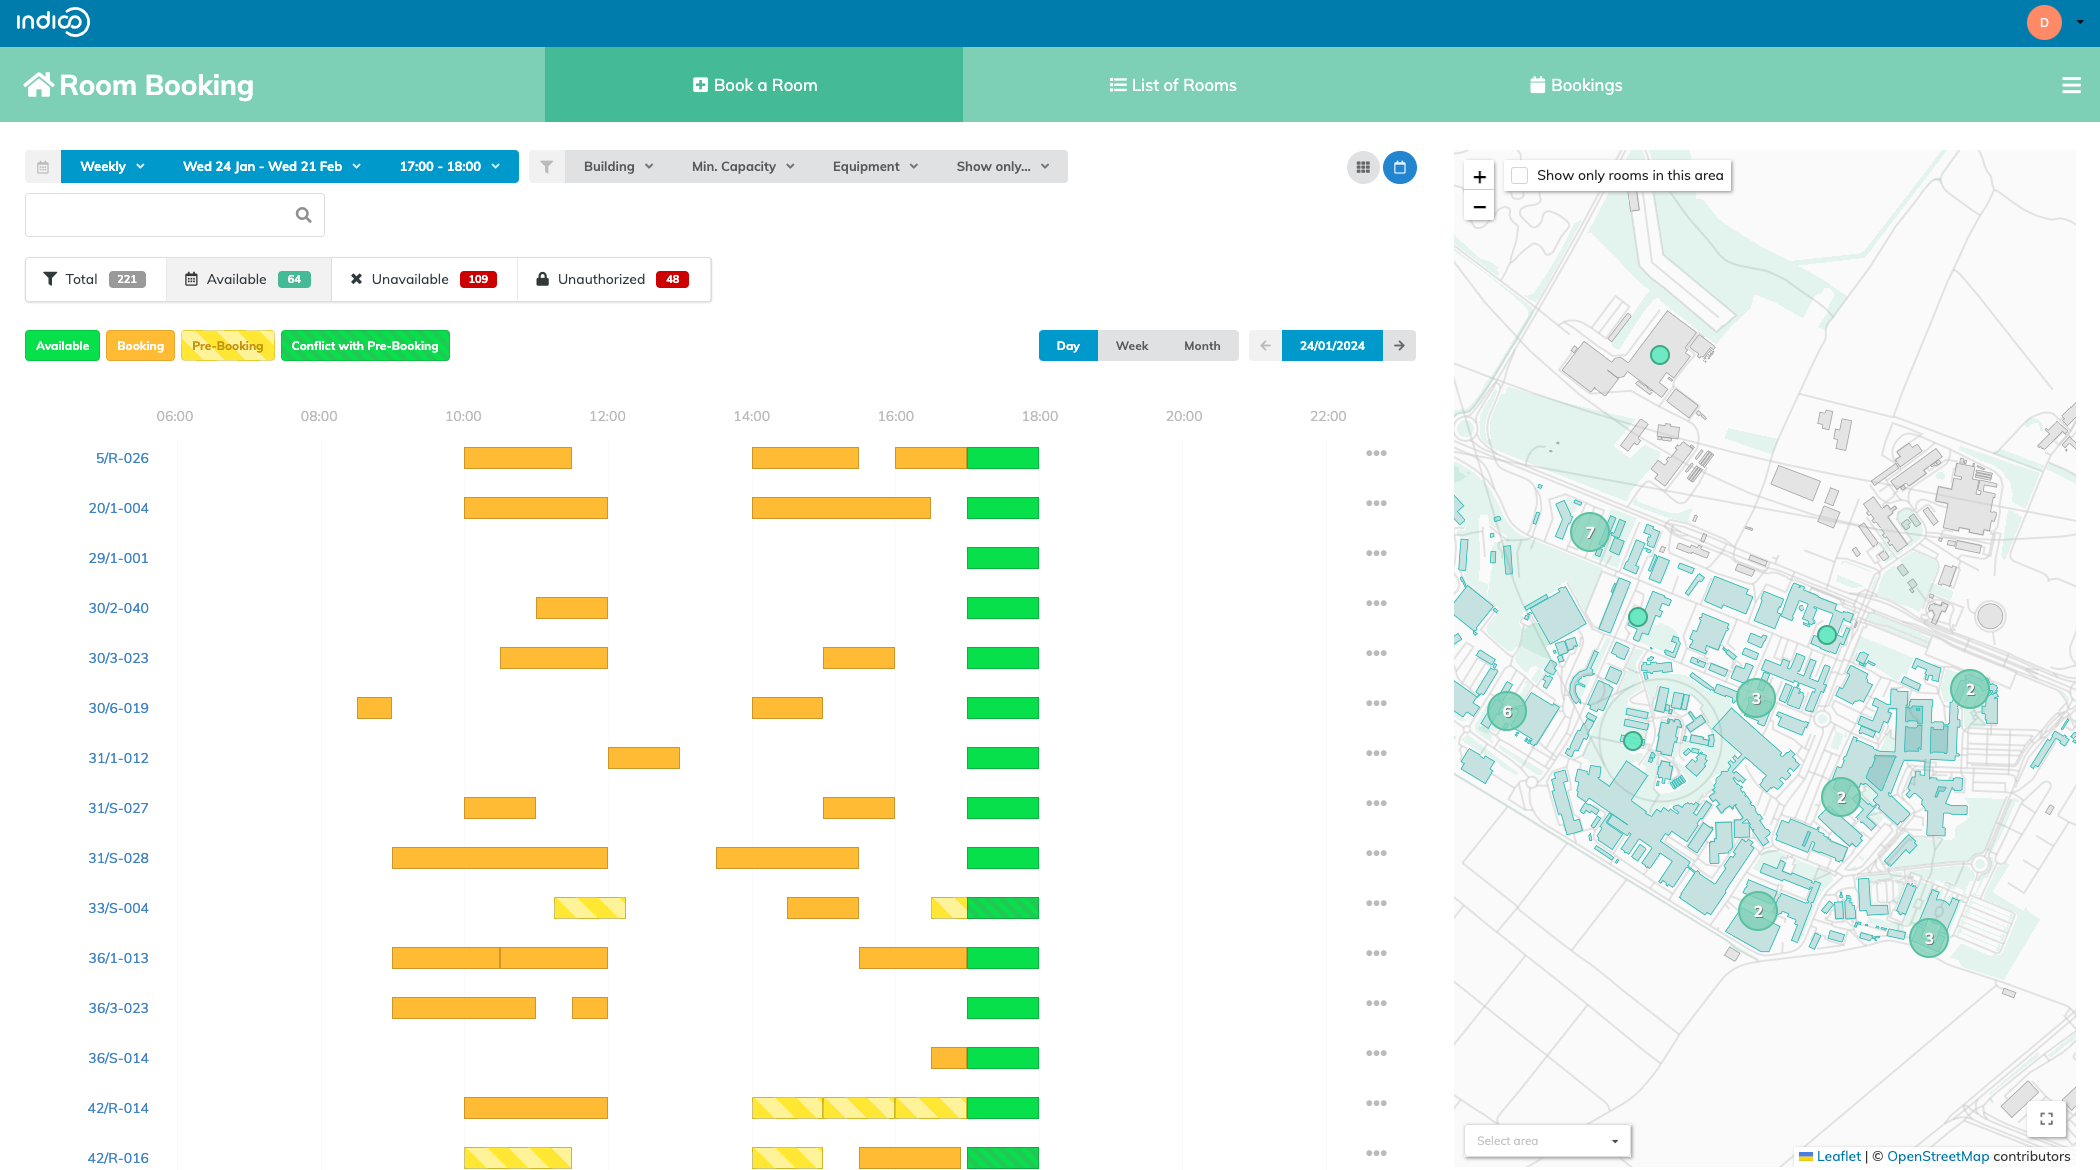 indico
D
Room Booking
Book a Room
List of Rooms
Bookings
Weekly
Wed 24 Jan - Wed 21 Feb
17:00 - 18:00
Building
Min. Capacity
Equipment
Show only...
Total 221
Available 64
Unavailable 109
Unauthorized 48
Available
Booking
Pre-Booking
Conflict with Pre-Booking
Day
Week
Month
24/01/2024
06:00
08:00
10:00
12:00
14:00
16:00
18:00
20:00
22:00
5/R-026
20/1-004
29/1-001
30/2-040
30/3-023
30/6-019
31/1-012
31/S-027
31/S-028
33/S-004
36/1-013
36/3-023
36/S-014
42/R-014
42/R-016
+
−
Show only rooms in this area
7
2
3
6
2
2
3
Select area
Leaflet | © OpenStreetMap contributors